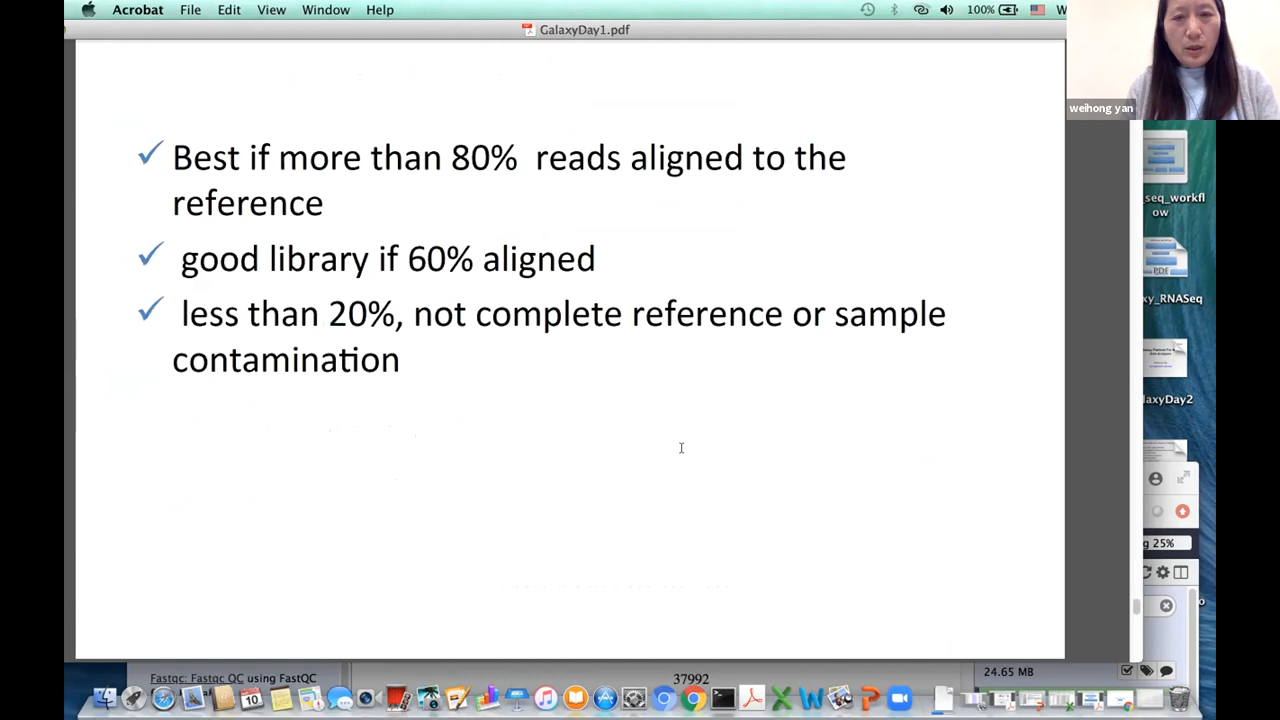 Acrobat File Edit View Window Help 100%
GalaxyDay1.pdf
weihong yan
Best if more than 80% reads aligned to the
reference
good library if 60% aligned
less than 20%, not complete reference or sample
contamination
seq_workfl
ow
PDF
xy_RNASeq
laxyDay2
g 25%
Fastqc: Fastqc QC using FastQC
37992
24.65 MB
10